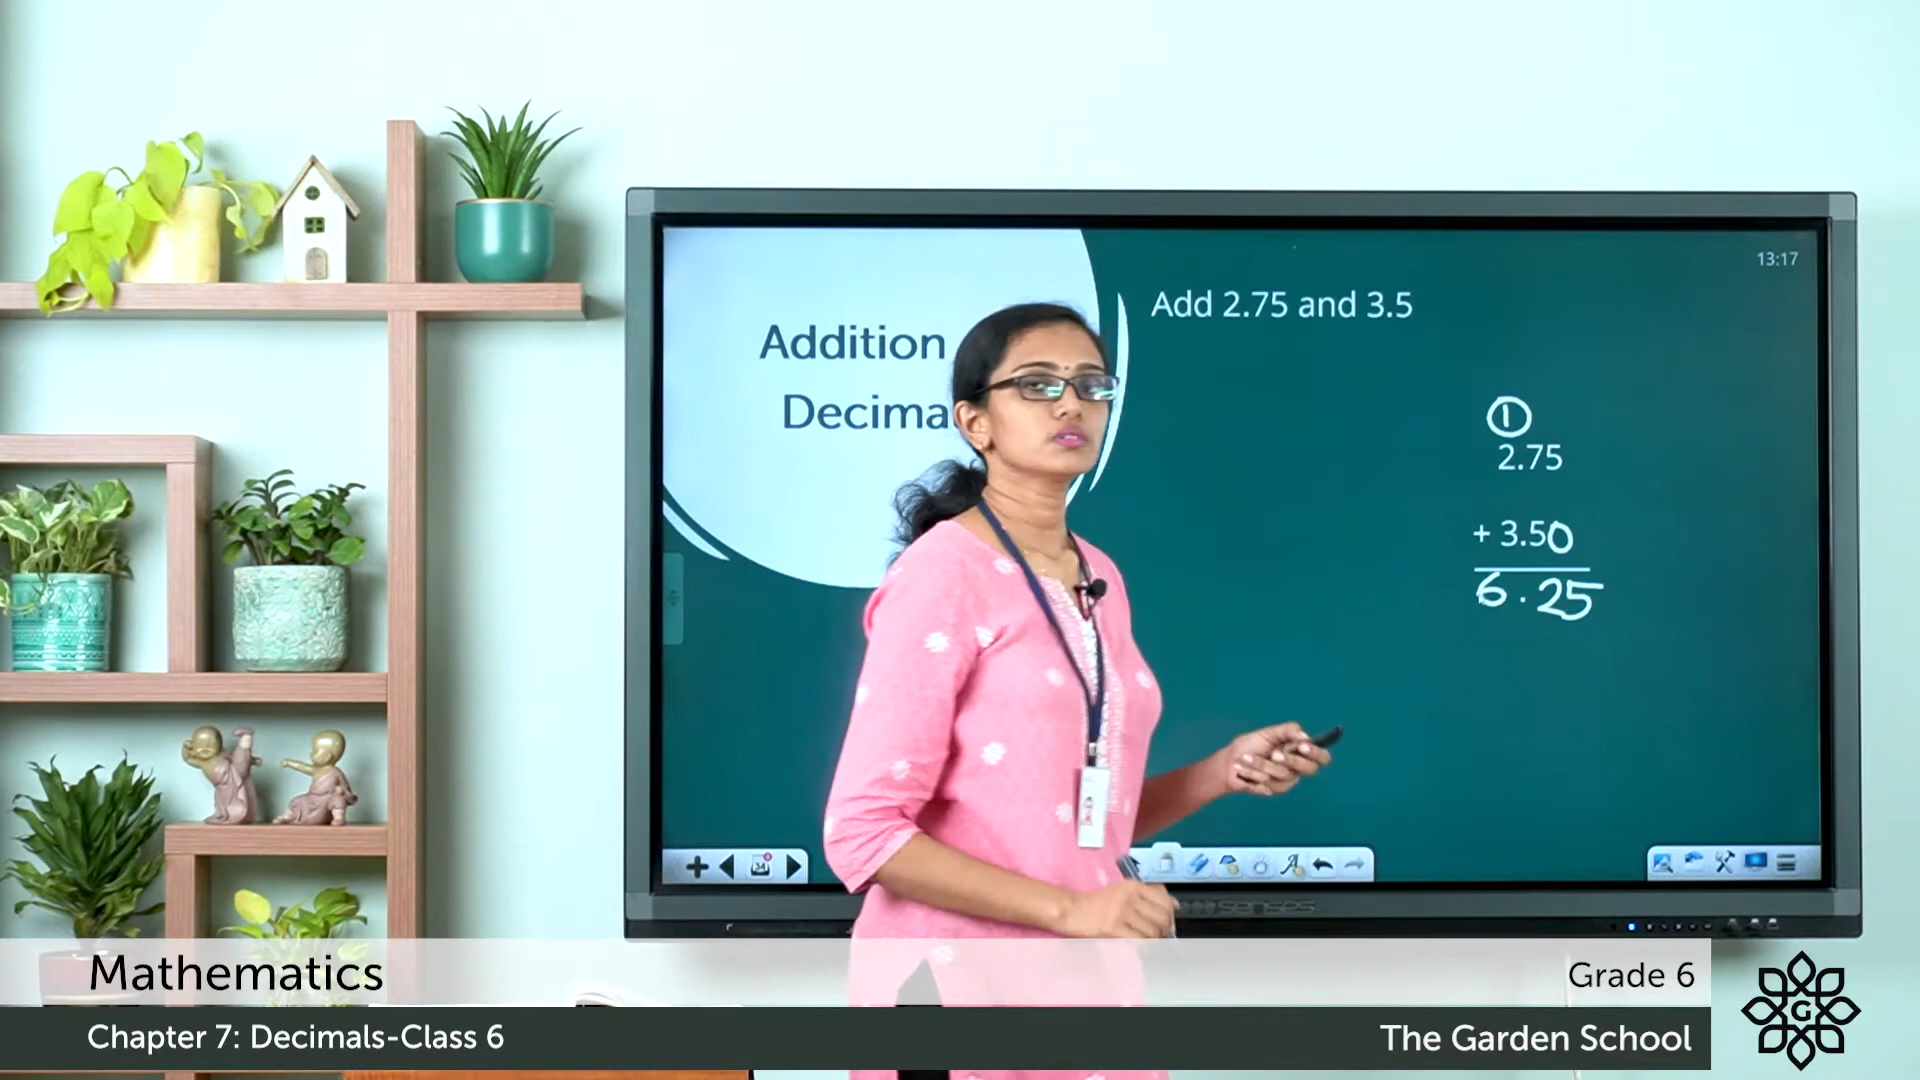 13:17
Addition
Decima
Add 2.75 and 3.5
1
2.75
+ 3.50
6.25
Mathematics
Grade 6
Chapter 7: Decimals-Class 6
The Garden School
G